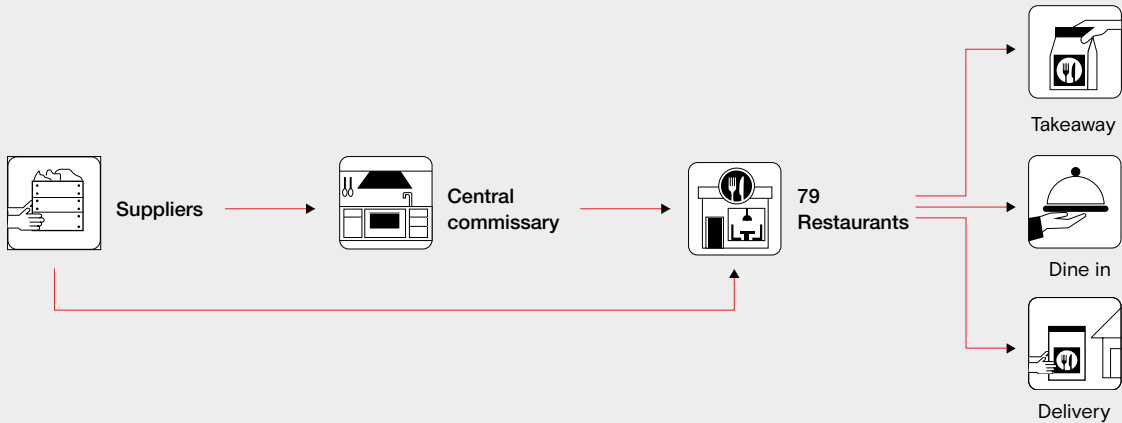 Takeaway
Suppliers
Central
commissary
79
Restaurants
Dine in
Delivery